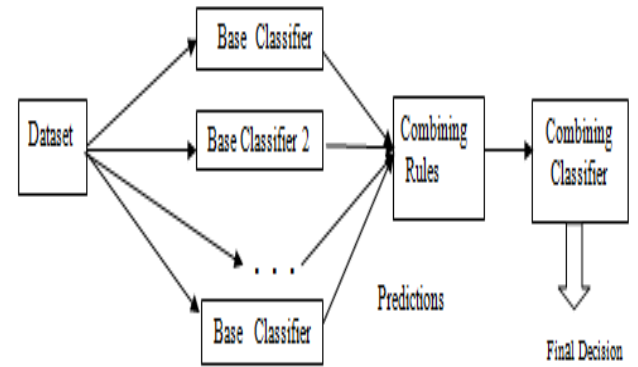 Base Classifier
Dataset
Base Classifier 2
Combining
Rules
Combining
Classifier
. . .
Predictions
Base Classifier
Final Decision